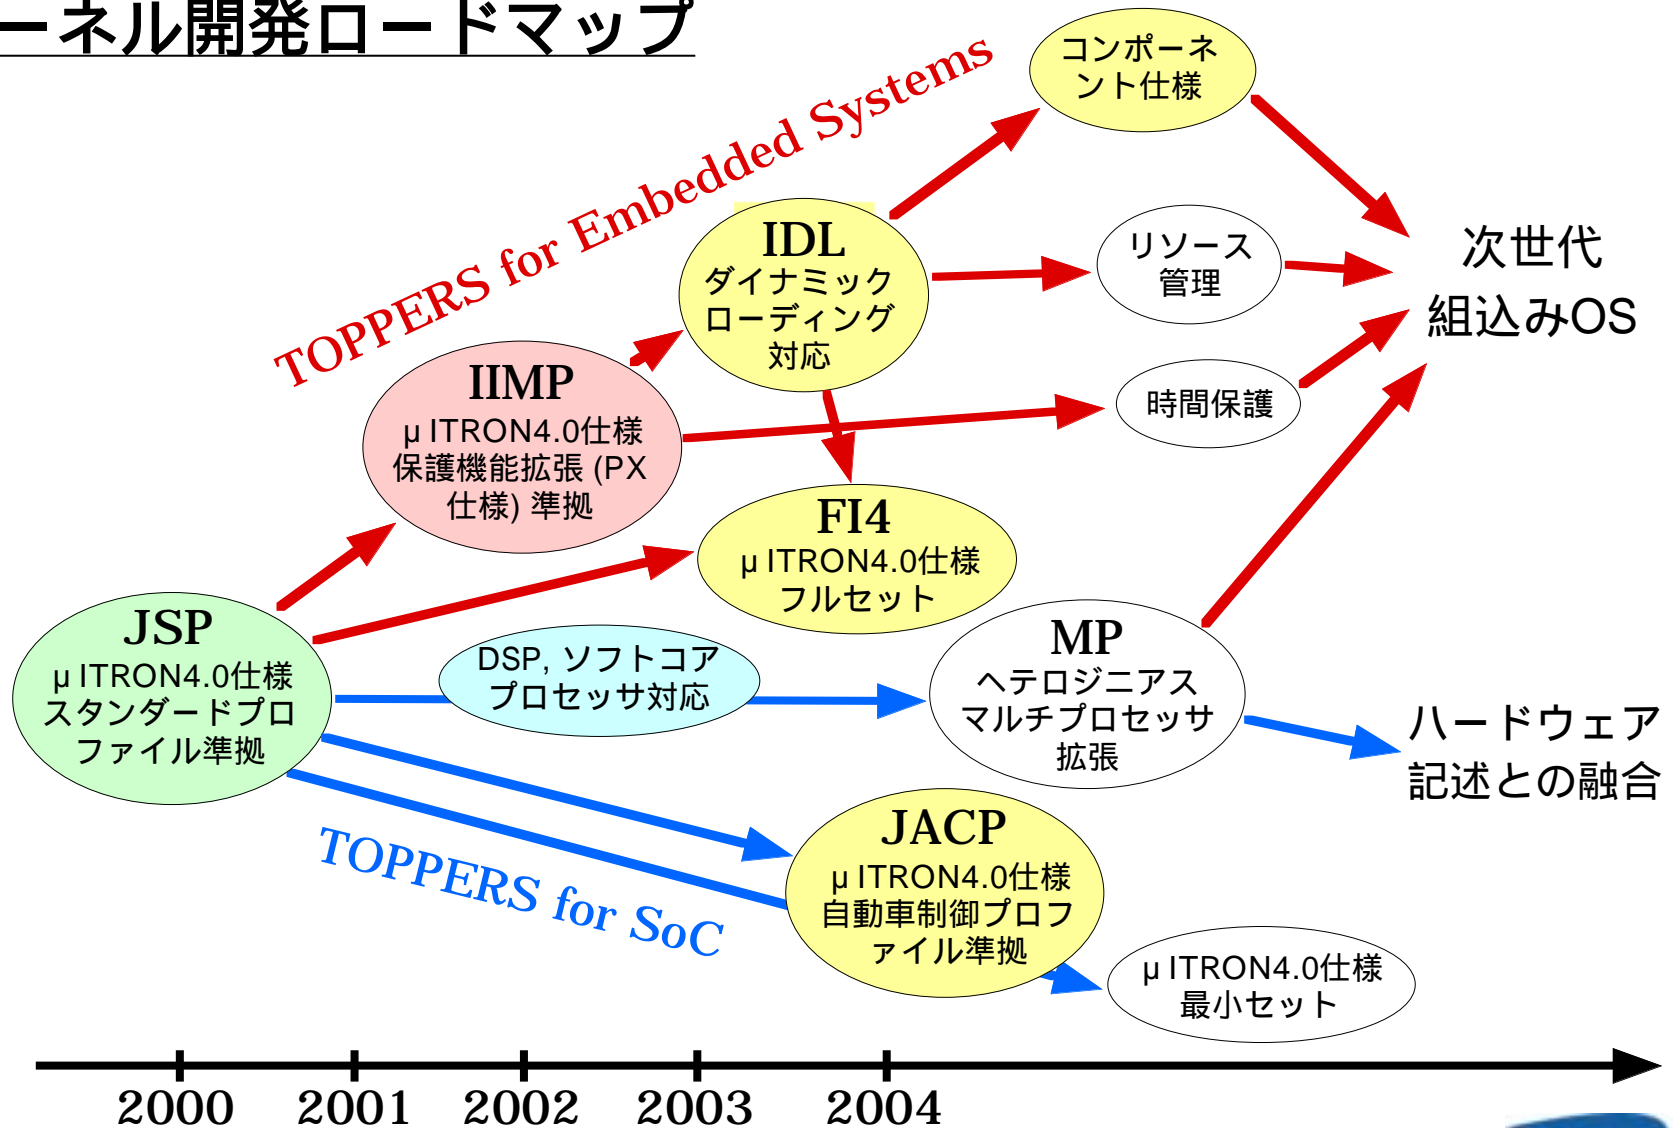 ーネル開発ロードマップ
TOPPERS for Embedded Systems
コンポーネ
ント仕様
IDL
ダイナミック
ローディング
対応
リソース
管理
次世代
組込みOS
IIMP
μITRON4.0仕様
保護機能拡張 (PX
仕様) 準拠
時間保護
FI4
μITRON4.0仕様
フルセット
JSP
μITRON4.0仕様
スタンダードプロ
ファイル準拠
DSP, ソフトコア
プロセッサ対応
MP
ヘテロジニアス
マルチプロセッサ
拡張
ハードウェア
記述との融合
TOPPERS for SoC
JACP
μITRON4.0仕様
自動車制御プロフ
ァイル準拠
μITRON4.0仕様
最小セット
2000 2001 2002 2003 2004